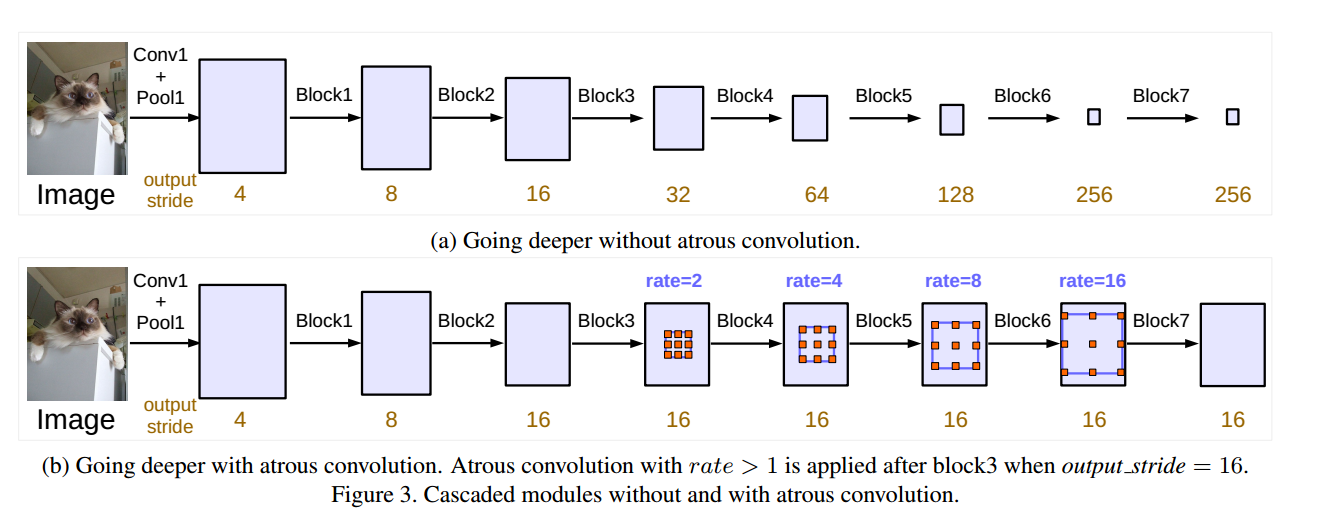 Conv1
+
Pool1
Block1
Block2
Block3
Block4
Block5
Block6
Block7
Image
output
stride
4
8
16
32
64
128
256
256
(a) Going deeper without atrous convolution.
rate=2
rate=4
rate=8
rate=16
Conv1
+
Pool1
Block1
Block2
Block3
Block4
Block5
Block6
Block7
Image
output
stride
4
8
16
16
16
16
16
16
(b) Going deeper with atrous convolution. Atrous convolution with rate > 1 is applied after block3 when output_stride = 16.
Figure 3. Cascaded modules without and with atrous convolution.